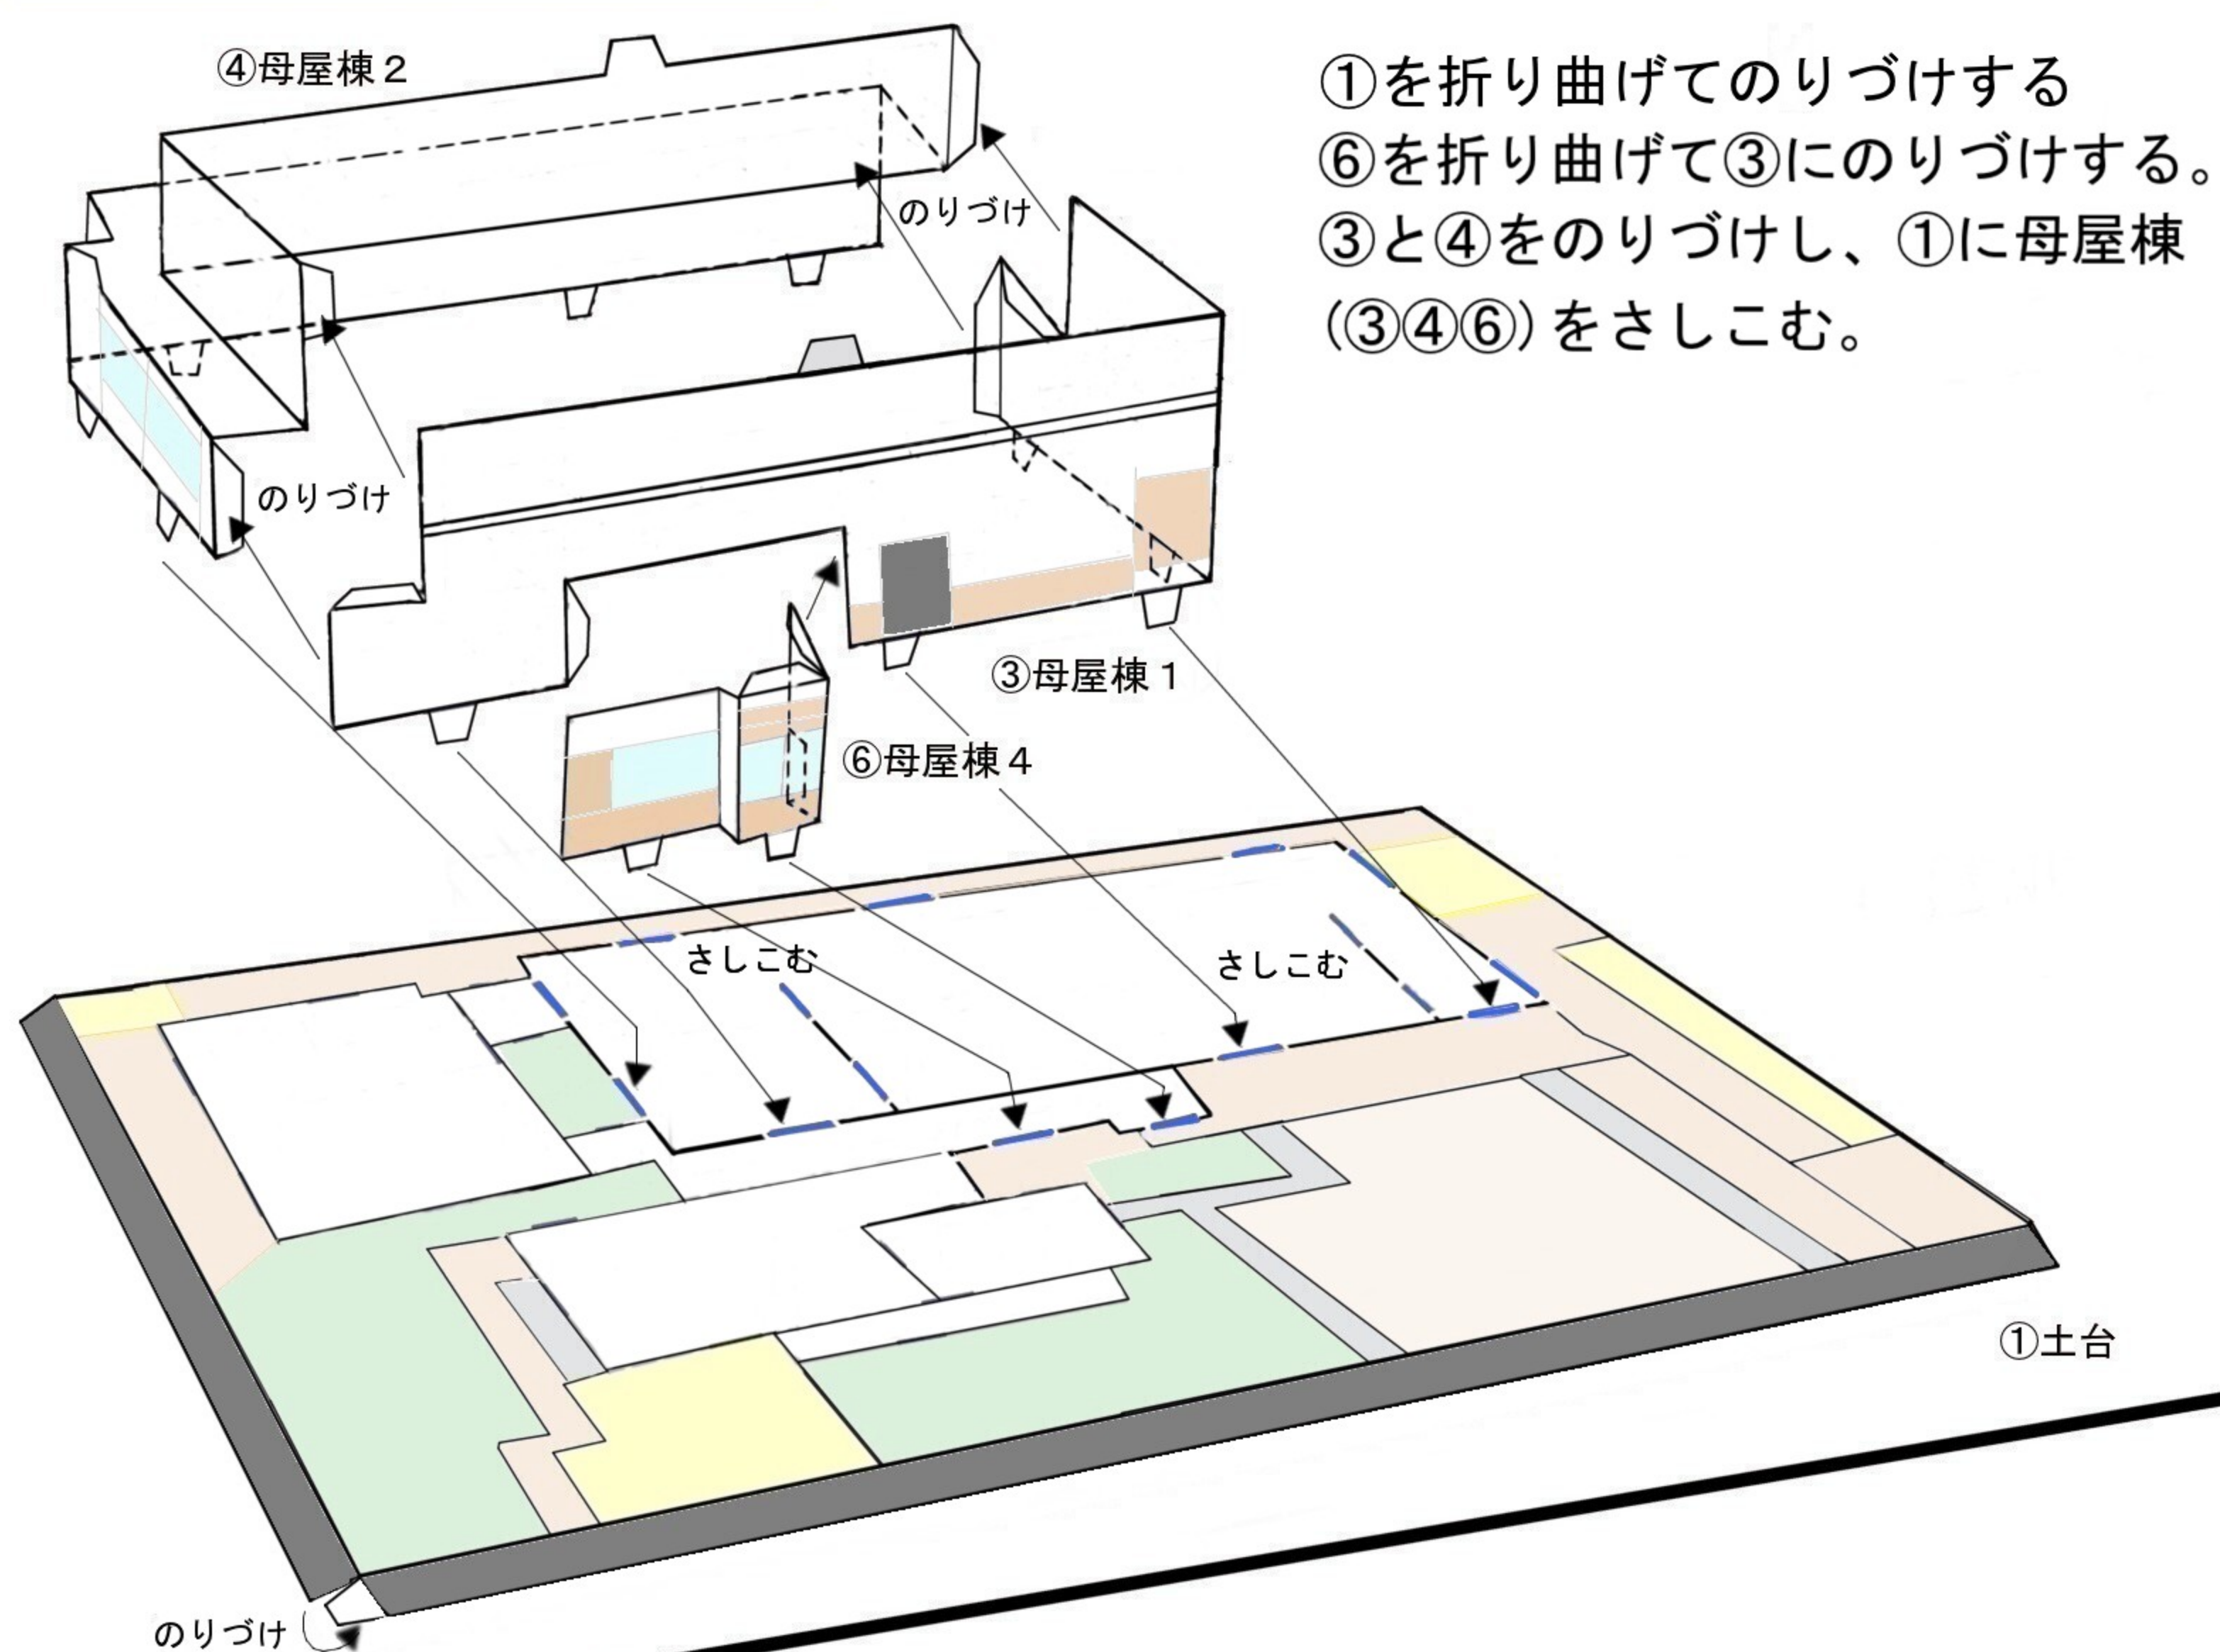 ①を折り曲げてのりづけする
⑥を折り曲げて③にのりづけする。
③と④をのりづけし、①に母屋棟
(③④⑥)をさしこむ。
④母屋棟2
のりづけ
のりづけ
③母屋棟1
⑥母屋棟4
さしこむ
さしこむ
①土台
のりづけ